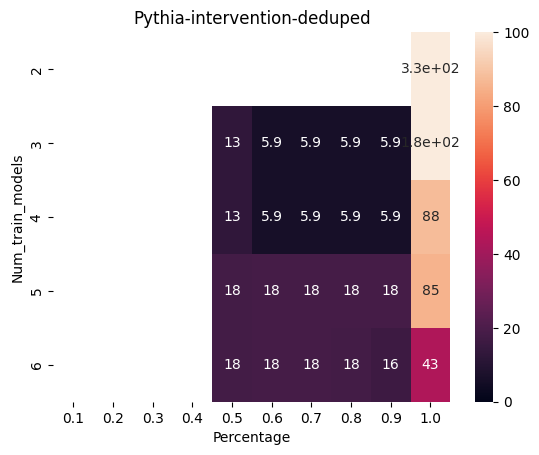 Pythia-intervention-deduped
100
2 3.3e+02
80
3 13 5.9 5.9 5.9 5.9 .8e+02
60
4 13 5.9 5.9 5.9 5.9 88
40
5 18 18 18 18 18 85
20
6 18 18 18 18 16 43
0
0.1 0.2 0.3 0.4 0.5 0.6 0.7 0.8 0.9 1.0
Percentage
Num_train_models